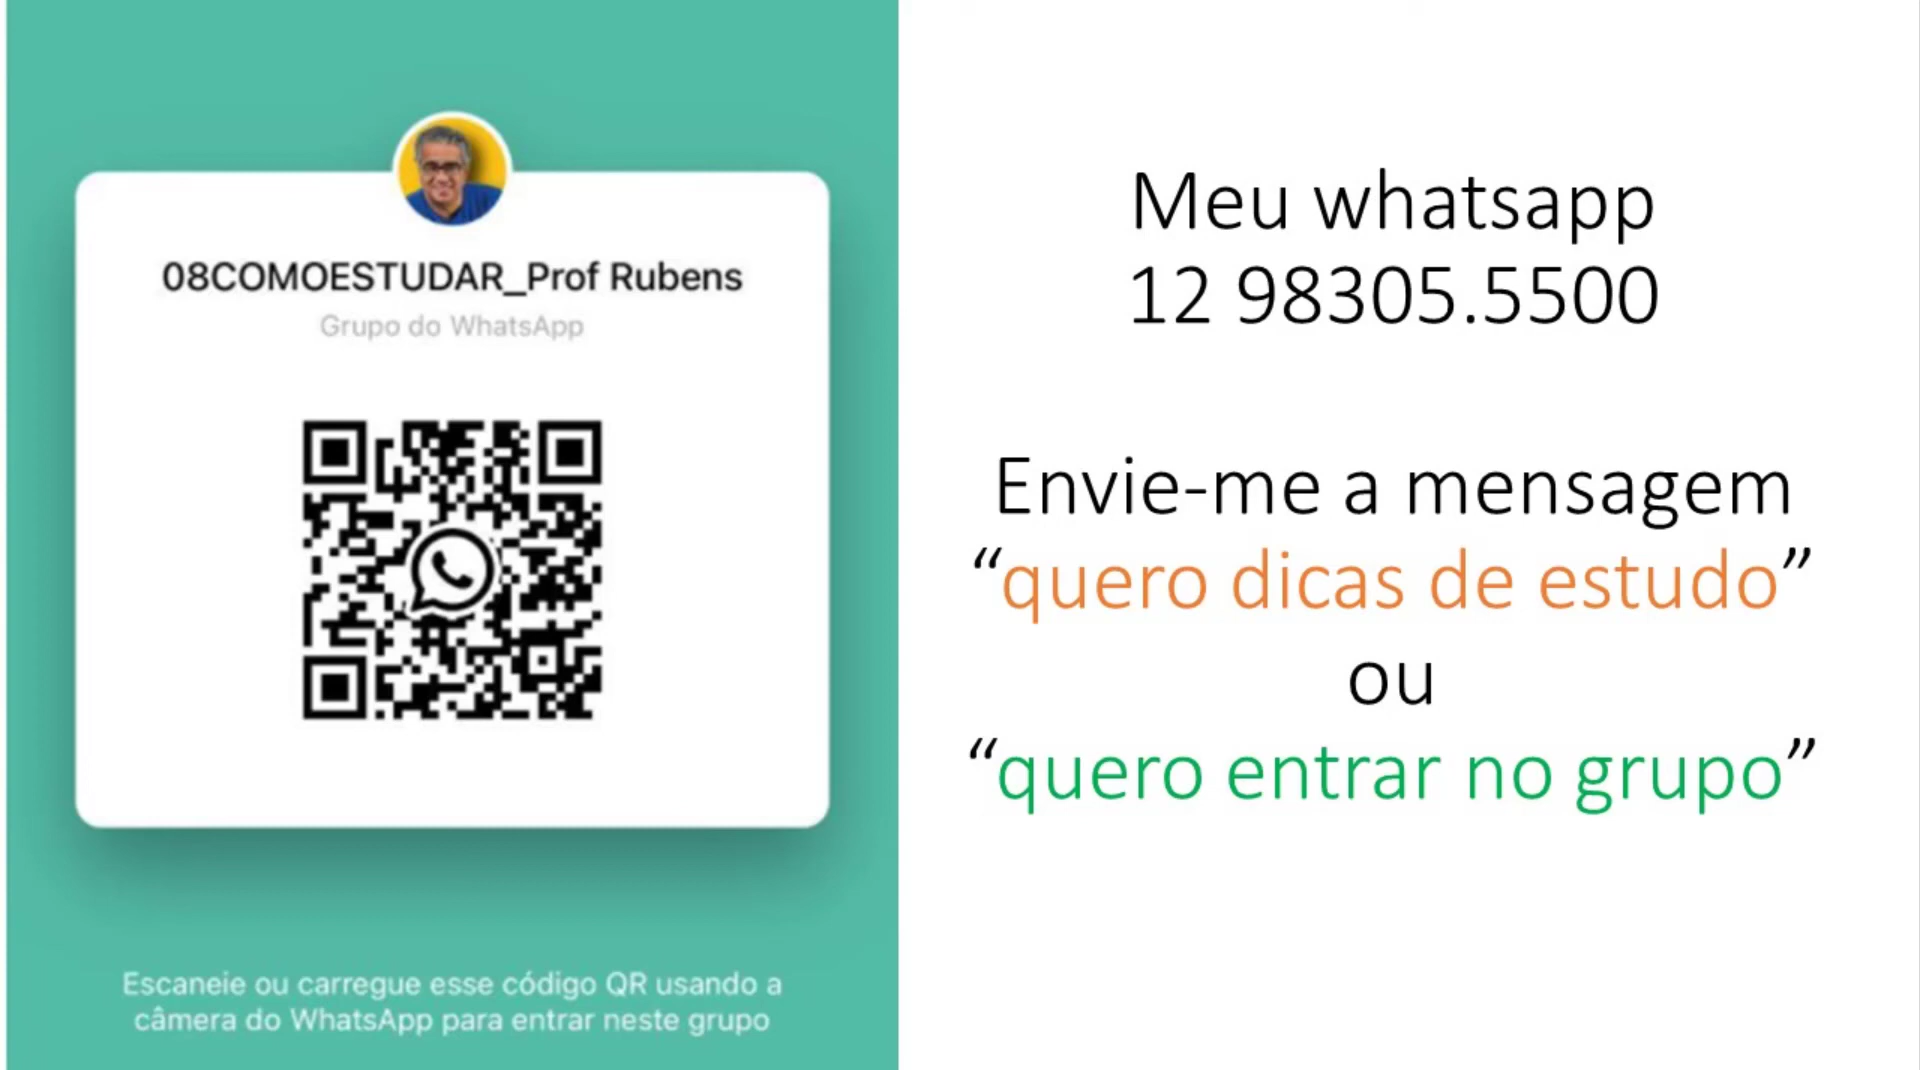 08COMOESTUDAR_Prof Rubens
Grupo do WhatsApp
Escaneie ou carregue esse código QR usando a
câmera do WhatsApp para entrar neste grupo
Meu whatsapp
12 98305.5500
Envie-me a mensagem
“quero dicas de estudo”
ou
“quero entrar no grupo”